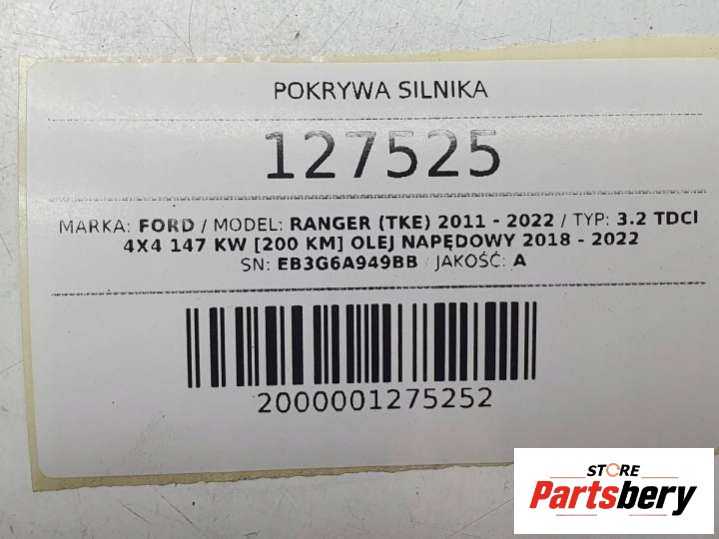 POKRYWA SILNIKA
127525
MARKA: FORD / MODEL: RANGER (TKE) 2011 - 2022 / TYP: 3.2 TDCI
4X4 147 KW [200 KM] OLEJ NAPĘDOWY 2018 - 2022
SN: EB3G6A949BB / JAKOŚĆ: A
2000001275252
STORE
Partsbery